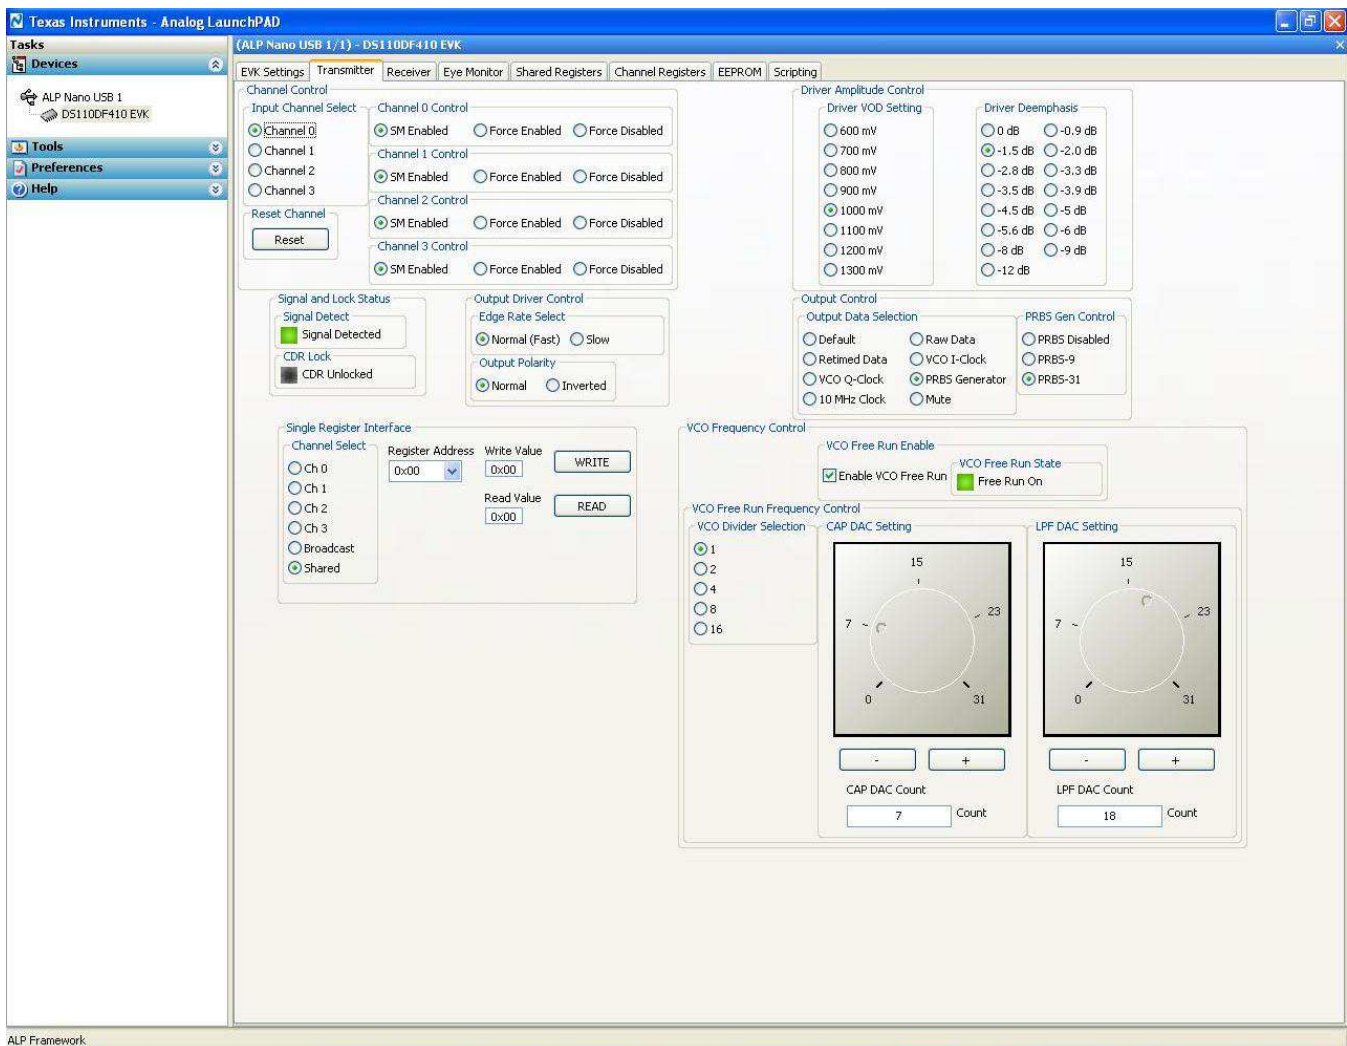 Texas Instruments - Analog LaunchPAD
Tasks
Devices
ALP Nano USB 1
DS110DF410 EVK
Tools
Preferences
Help
(ALP Nano USB 1/1) - DS110DF410 EVK
EVK Settings Transmitter Receiver Eye Monitor Shared Registers Channel Registers EEPROM Scripting
Channel Control
Input Channel Select
Channel 0
Channel 1
Channel 2
Channel 3
Reset Channel
Reset
Channel 0 Control
SM Enabled Force Enabled Force Disabled
Channel 1 Control
SM Enabled Force Enabled Force Disabled
Channel 2 Control
SM Enabled Force Enabled Force Disabled
Channel 3 Control
SM Enabled Force Enabled Force Disabled
Driver Amplitude Control
Driver VOD Setting
600 mV
700 mV
800 mV
900 mV
1000 mV
1100 mV
1200 mV
1300 mV
Driver Deemphasis
0 dB -0.9 dB
-1.5 dB -2.0 dB
-2.8 dB -3.3 dB
-3.5 dB -3.9 dB
-4.5 dB -5 dB
-5.6 dB -6 dB
-8 dB -9 dB
-12 dB
Signal and Lock Status
Signal Detect
Signal Detected
CDR Lock
CDR Unlocked
Output Driver Control
Edge Rate Select
Normal (Fast) Slow
Output Polarity
Normal Inverted
Output Control
Output Data Selection
Default Raw Data
Retimed Data VCO I-Clock
VCO Q-Clock PRBS Generator
10 MHz Clock Mute
PRBS Gen Control
PRBS Disabled
PRBS-9
PRBS-31
Single Register Interface
Channel Select
Ch 0
Ch 1
Ch 2
Ch 3
Broadcast
Shared
Register Address
0x00
Write Value
0x00
WRITE
Read Value
0x00
READ
VCO Frequency Control
VCO Free Run Enable
Enable VCO Free Run
VCO Free Run State
Free Run On
VCO Free Run Frequency Control
VCO Divider Selection
1
2
4
8
16
CAP DAC Setting
15
7 23
0 31
- +
CAP DAC Count
7 Count
LPF DAC Setting
15
7 23
0 31
- +
LPF DAC Count
18 Count
ALP Framework